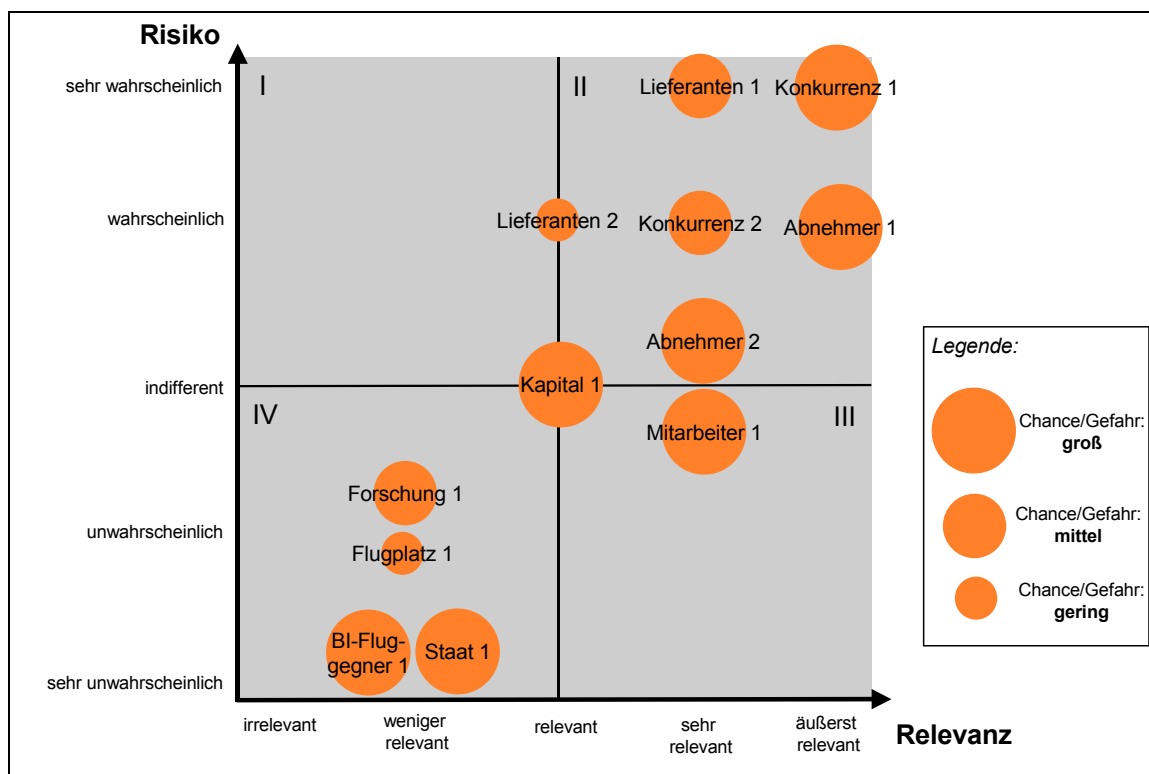 Risiko
sehr wahrscheinlich
I
II
Lieferanten 1
Konkurrenz 1
wahrscheinlich
Lieferanten 2
Konkurrenz 2
Abnehmer 1
Abnehmer 2
indifferent
Kapital 1
IV
III
Mitarbeiter 1
Forschung 1
unwahrscheinlich
Flugplatz 1
BI-Flug-
gegner 1
Staat 1
sehr unwahrscheinlich
irrelevant
weniger
relevant
relevant
sehr
relevant
äußerst
relevant
Relevanz
Legende:
Chance/Gefahr:
groß
Chance/Gefahr:
mittel
Chance/Gefahr:
gering